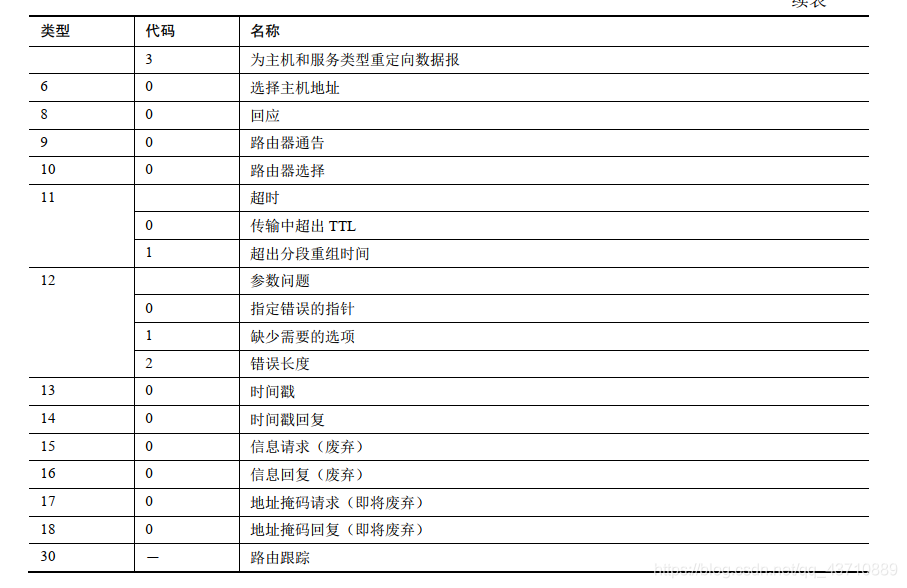 续表
类型 代码 名称
3 为主机和服务类型重定向数据报
6 0 选择主机地址
8 0 回应
9 0 路由器通告
10 0 路由器选择
11 超时
0 传输中超出 TTL
1 超出分段重组时间
12 参数问题
0 指定错误的指针
1 缺少需要的选项
2 错误长度
13 0 时间戳
14 0 时间戳回复
15 0 信息请求（废弃）
16 0 信息回复（废弃）
17 0 地址掩码请求（即将废弃）
18 0 地址掩码回复（即将废弃）
30 — 路由跟踪
https://blog.csdn.net/qq_43710889